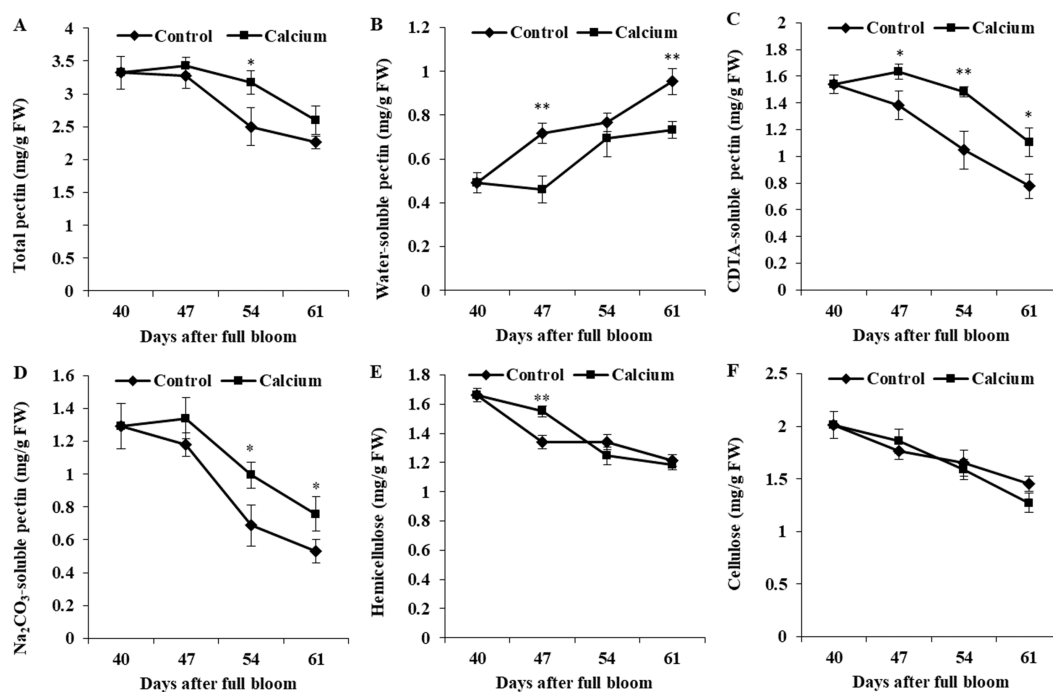 A
Control Calcium
Total pectin (mg/g FW)
4
3.5
3
2.5
2
1.5
1
0.5
0
*
40 47 54 61
Days after full bloom
B
Control Calcium
Water-soluble pectin (mg/g FW)
1.2
1
0.8
0.6
0.4
0.2
0
** **
40 47 54 61
Days after full bloom
C
Control Calcium
CDTA-soluble pectin (mg/g FW)
2
1.8
1.6
1.4
1.2
1
0.8
0.6
0.4
0.2
0
* ** *
40 47 54 61
Days after full bloom
D
Control Calcium
Na₂CO₃-soluble pectin (mg/g FW)
1.6
1.4
1.2
1
0.8
0.6
0.4
0.2
0
* *
40 47 54 61
Days after full bloom
E
Control Calcium
Hemicellulose (mg/g FW)
1.8
1.6
1.4
1.2
1
0.8
0.6
0.4
0.2
0
**
40 47 54 61
Days after full bloom
F
Control Calcium
Cellulose (mg/g FW)
2.5
2
1.5
1
0.5
0
40 47 54 61
Days after full bloom